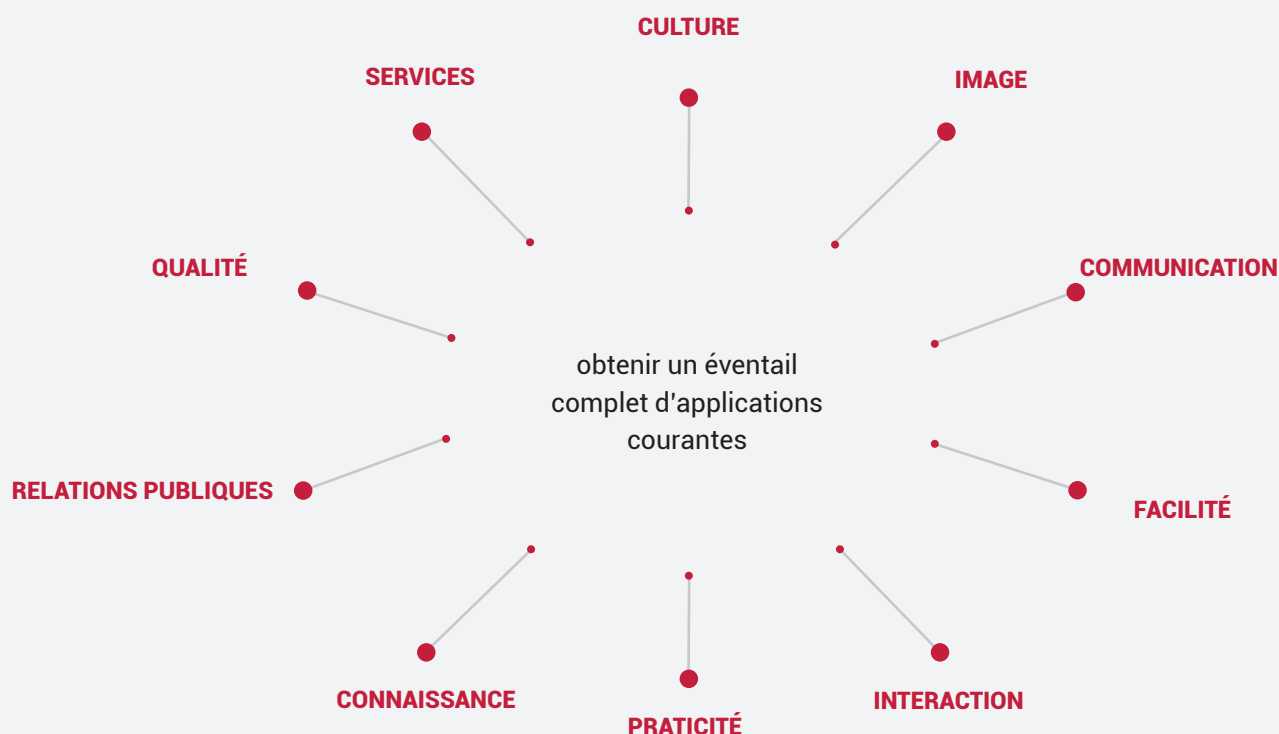 CULTURE
SERVICES
IMAGE
QUALITÉ
COMMUNICATION
obtenir un éventail
complet d'applications
courantes
RELATIONS PUBLIQUES
FACILITÉ
CONNAISSANCE
INTERACTION
PRATICITÉ